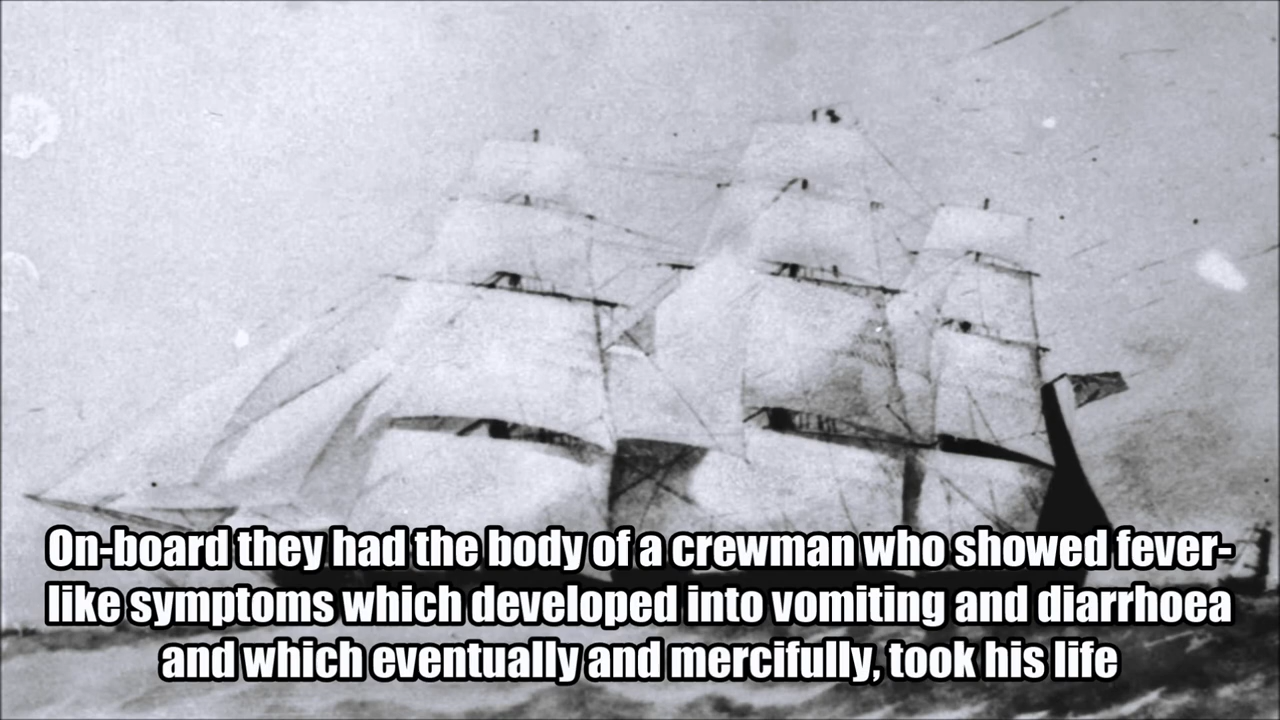 On-board they had the body of a crewman who showed fever-
like symptoms which developed into vomiting and diarrhoea
and which eventually and mercifully, took his life